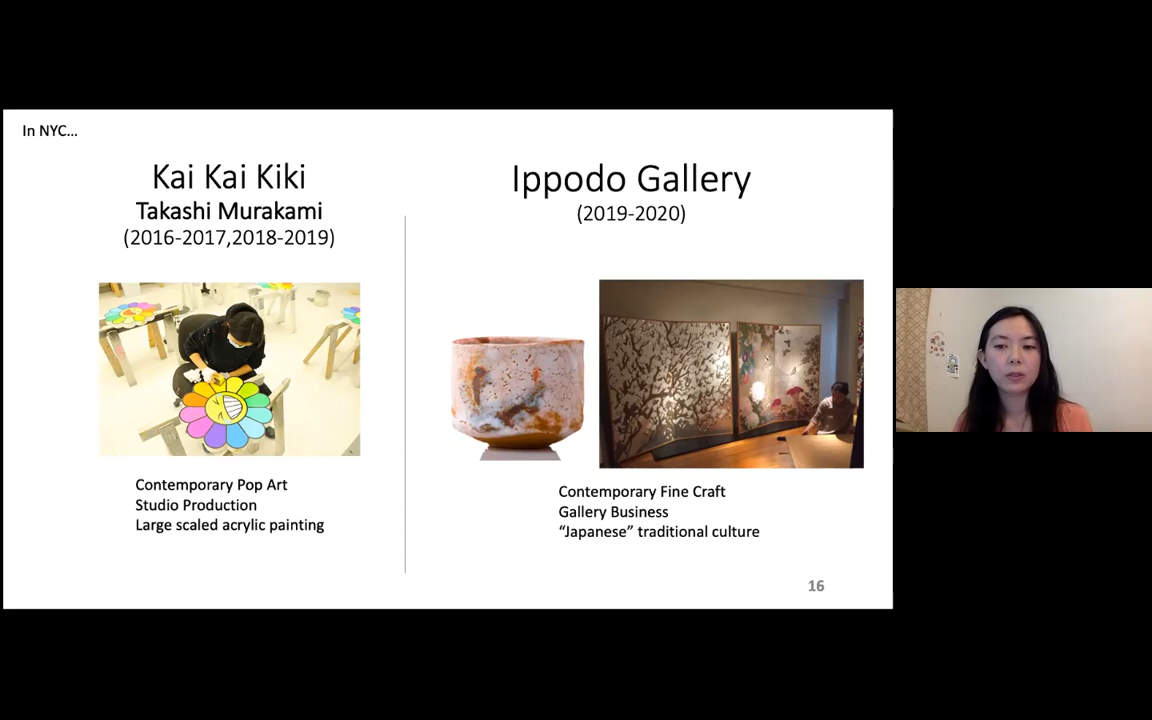 In NYC...
Kai Kai Kiki
Takashi Murakami
(2016-2017,2018-2019)
Contemporary Pop Art
Studio Production
Large scaled acrylic painting
Ippodo Gallery
(2019-2020)
Contemporary Fine Craft
Gallery Business
“Japanese” traditional culture
16